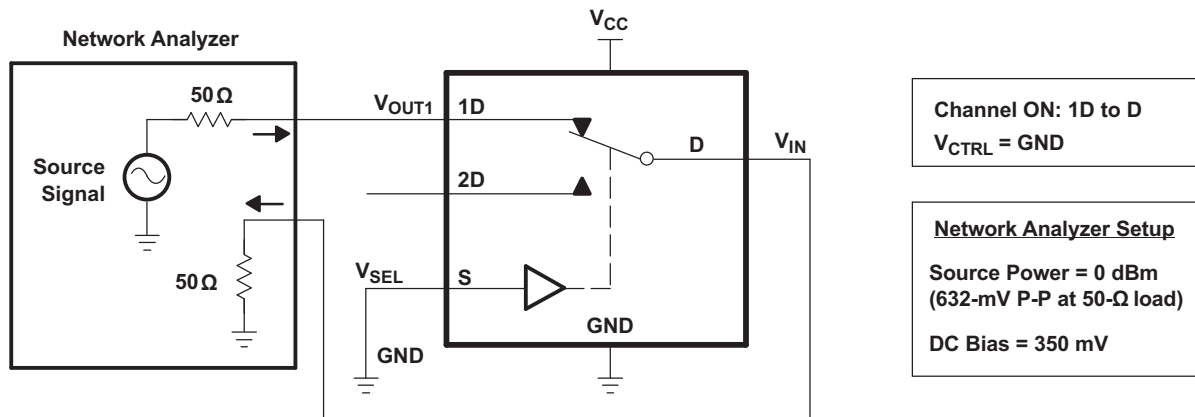 Network Analyzer
50Ω
Source
Signal
50Ω
VCC
VOUT1
1D
D
VIN
2D
VSEL
S
GND
GND
Channel ON: 1D to D
VCTRL = GND
Network Analyzer Setup
Source Power = 0 dBm
(632-mV P-P at 50-Ω load)
DC Bias = 350 mV